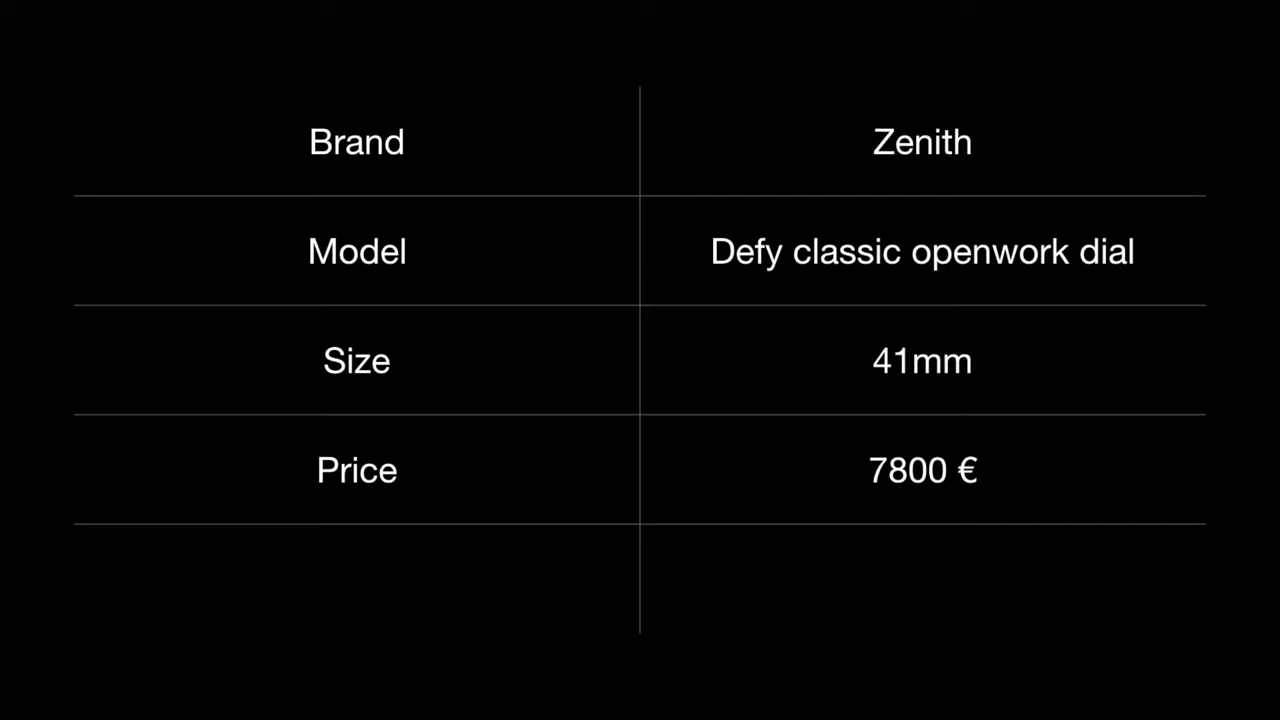 Brand Zenith
Model Defy classic openwork dial
Size 41mm
Price 7800 €